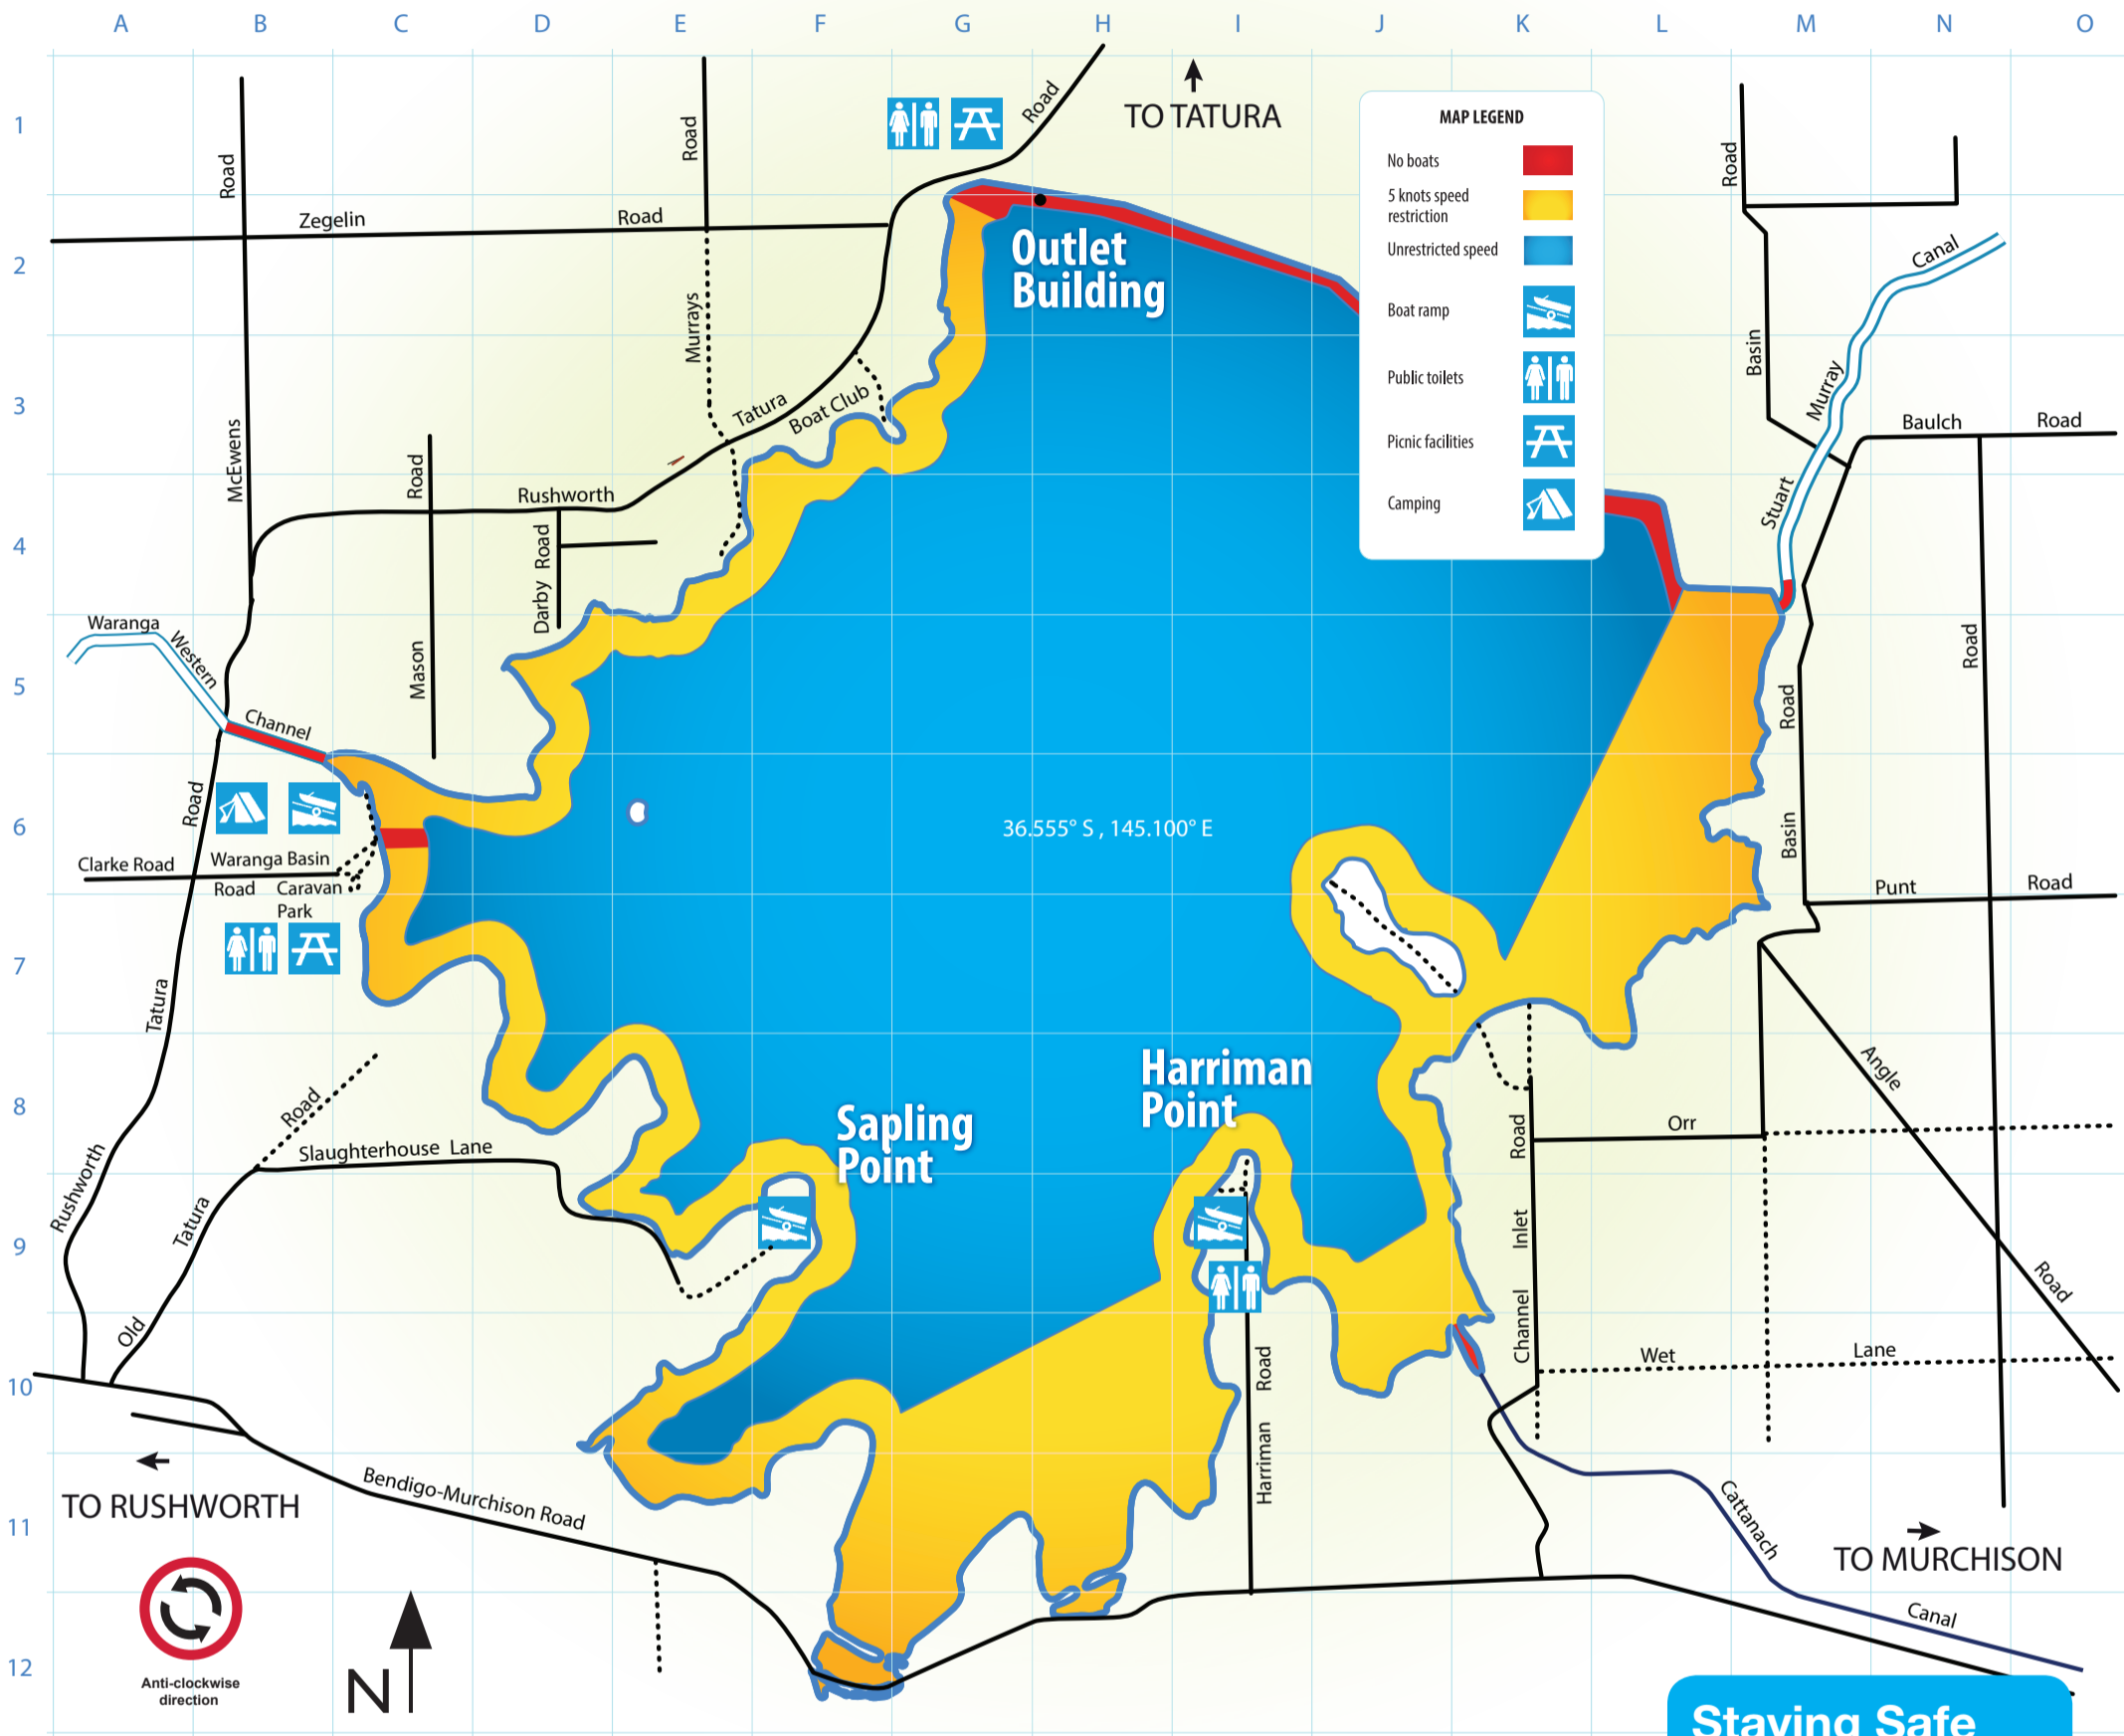 A B C D E F G H I J K L M N O
1
2
3
4
5
6
7
8
9
10
11
12
TO TATURA
Road
Road
Road
Road
Zegelin
Road
Outlet
Building
MAP LEGEND
No boats
5 knots speed
restriction
Unrestricted speed
Boat ramp
Public toilets
Picnic facilities
Camping
Canal
Murray
Stuart
Basin
Baulch
Road
Murrays
Tatura
Boat Club
McEwens
Road
Rushworth
Darby Road
Mason
Waranga
Western
Channel
Road
Road
Basin
Road
Clarke Road
Waranga Basin
Road
Caravan
Park
36.555° S , 145.100° E
Punt
Road
Tatura
Rushworth
Road
Slaughterhouse Lane
Tatura
Old
Sapling
Point
Harriman
Point
Road
Inlet
Channel
Orr
Angle
Road
Wet
Lane
Road
Harriman
Bendigo-Murchison Road
Cattanach
Canal
TO RUSHWORTH
TO MURCHISON
Anti-clockwise
direction
N
Staying Safe